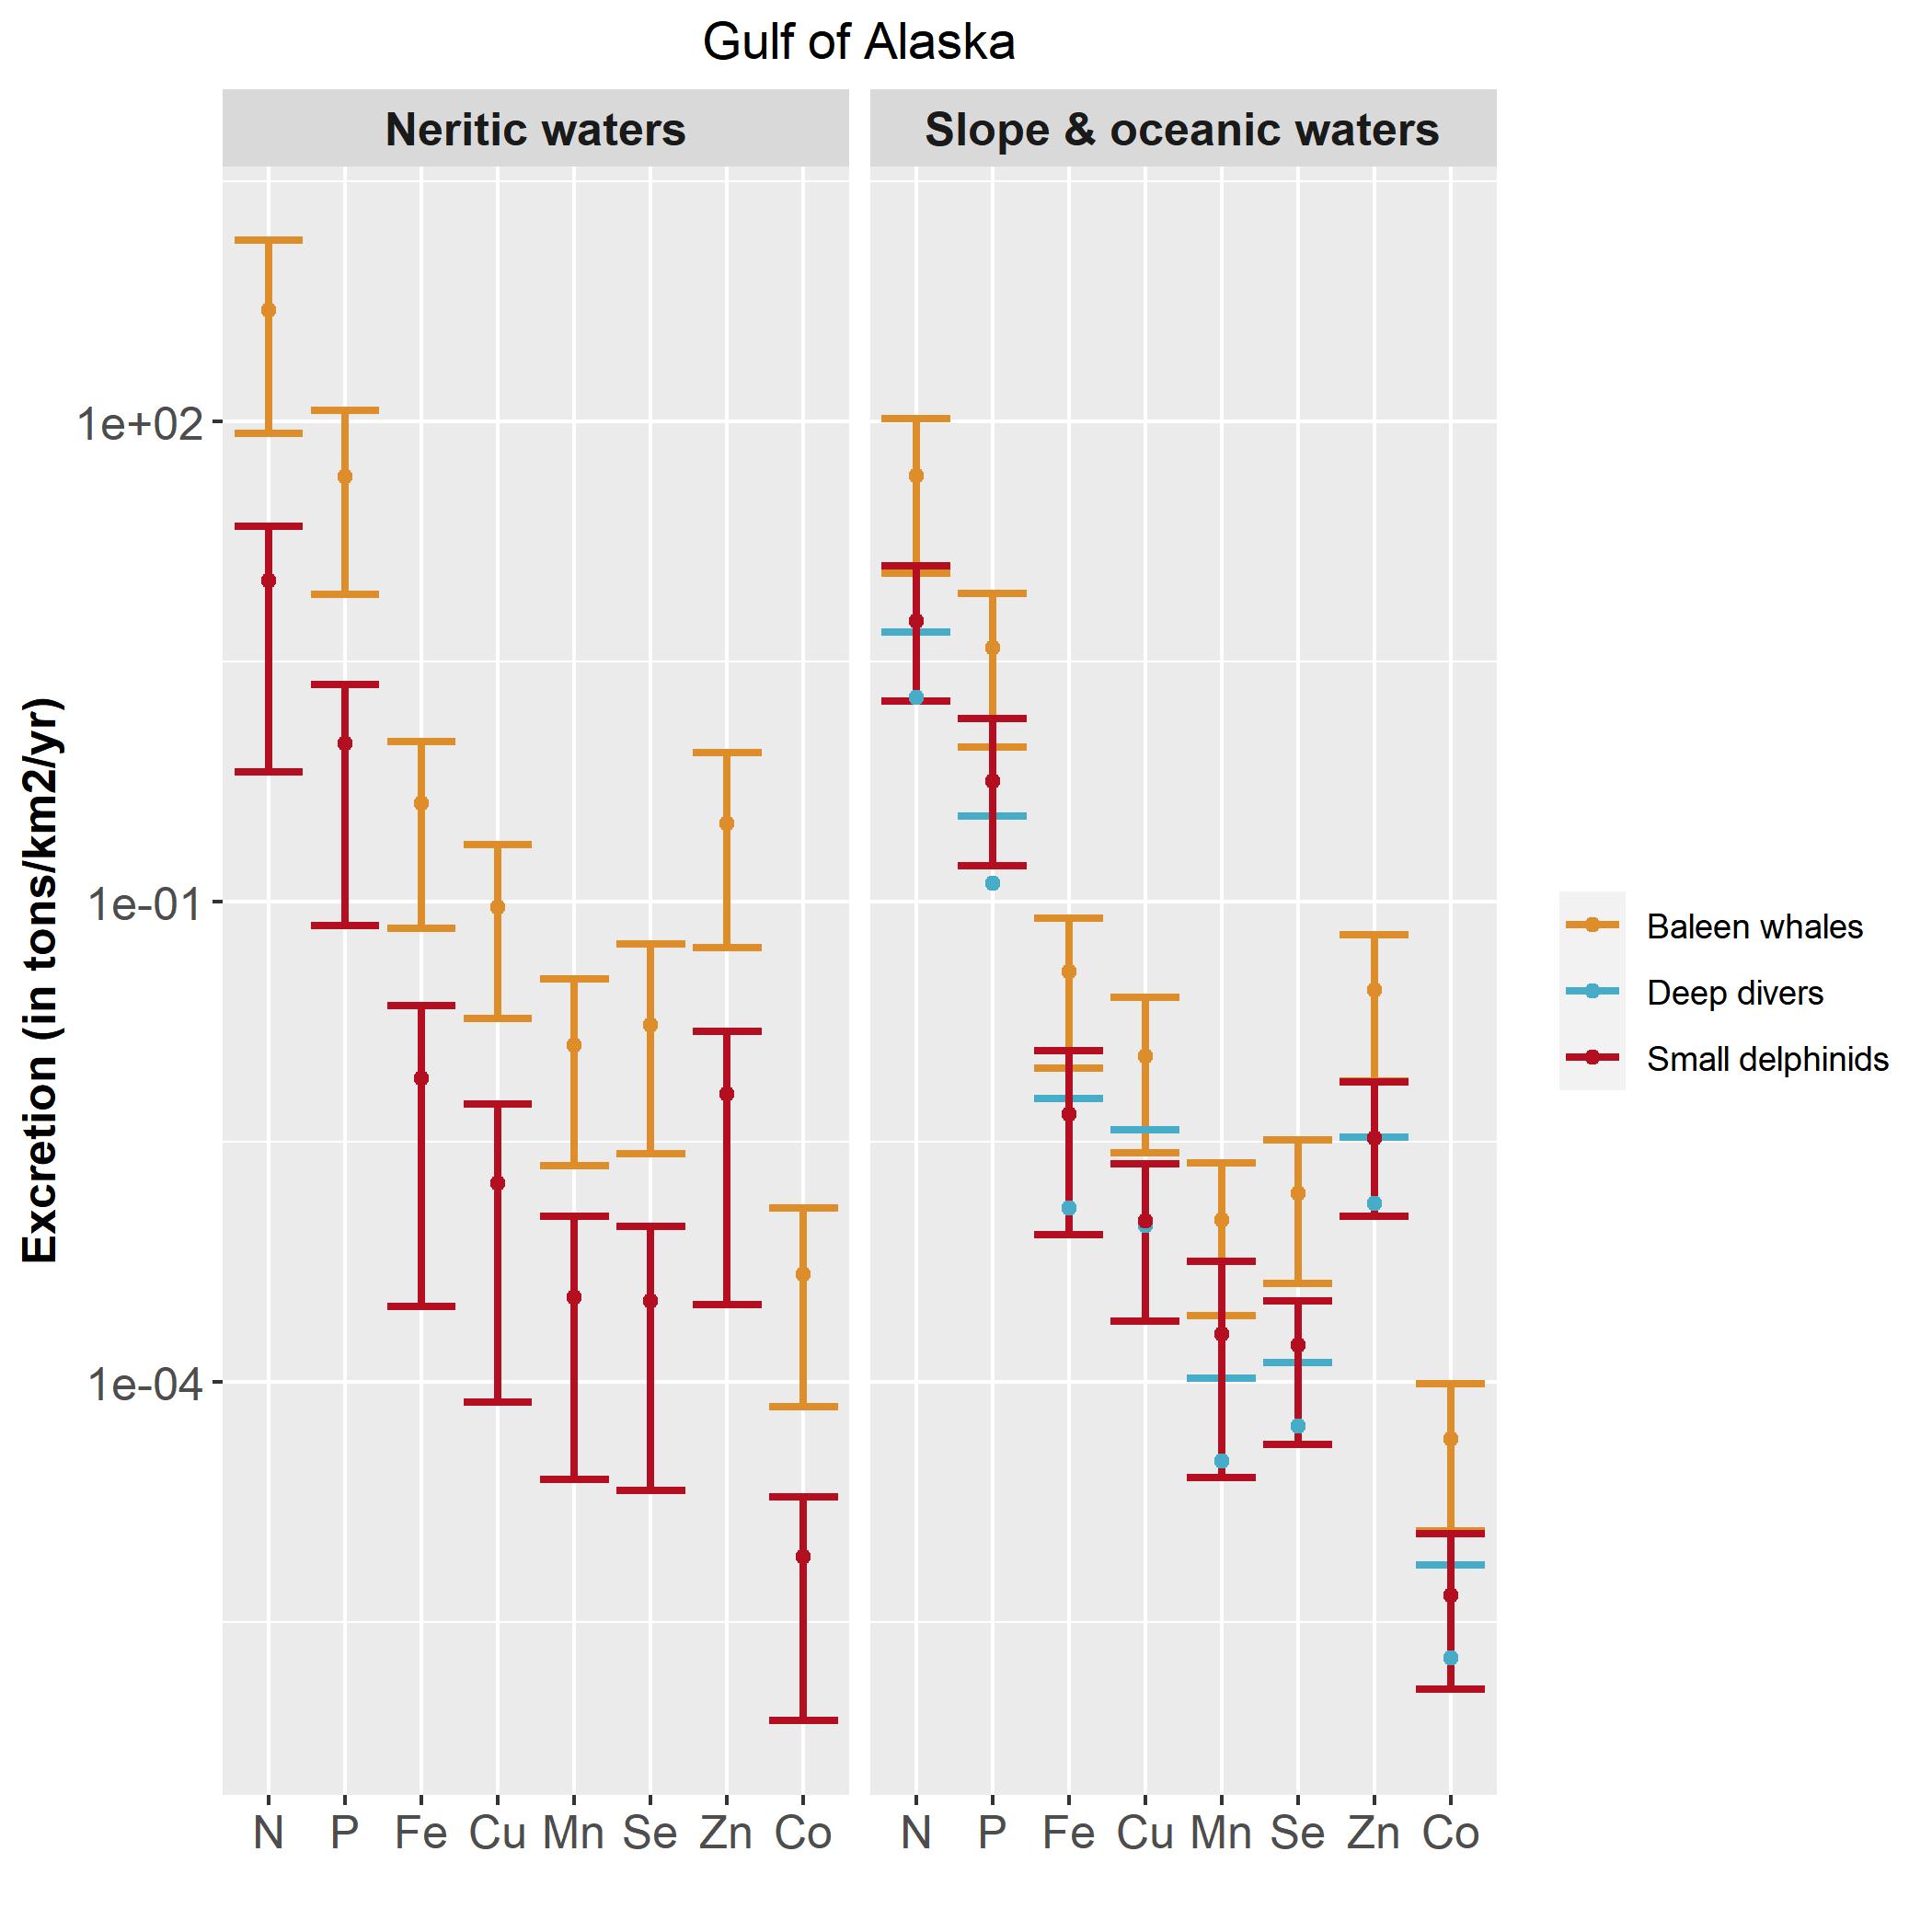 Gulf of Alaska
Neritic waters
Slope & oceanic waters
1e+02
1e-01
1e-04
Excretion (in tons/km2/yr)
N P Fe Cu Mn Se Zn Co
N P Fe Cu Mn Se Zn Co
Baleen whales
Deep divers
Small delphinids